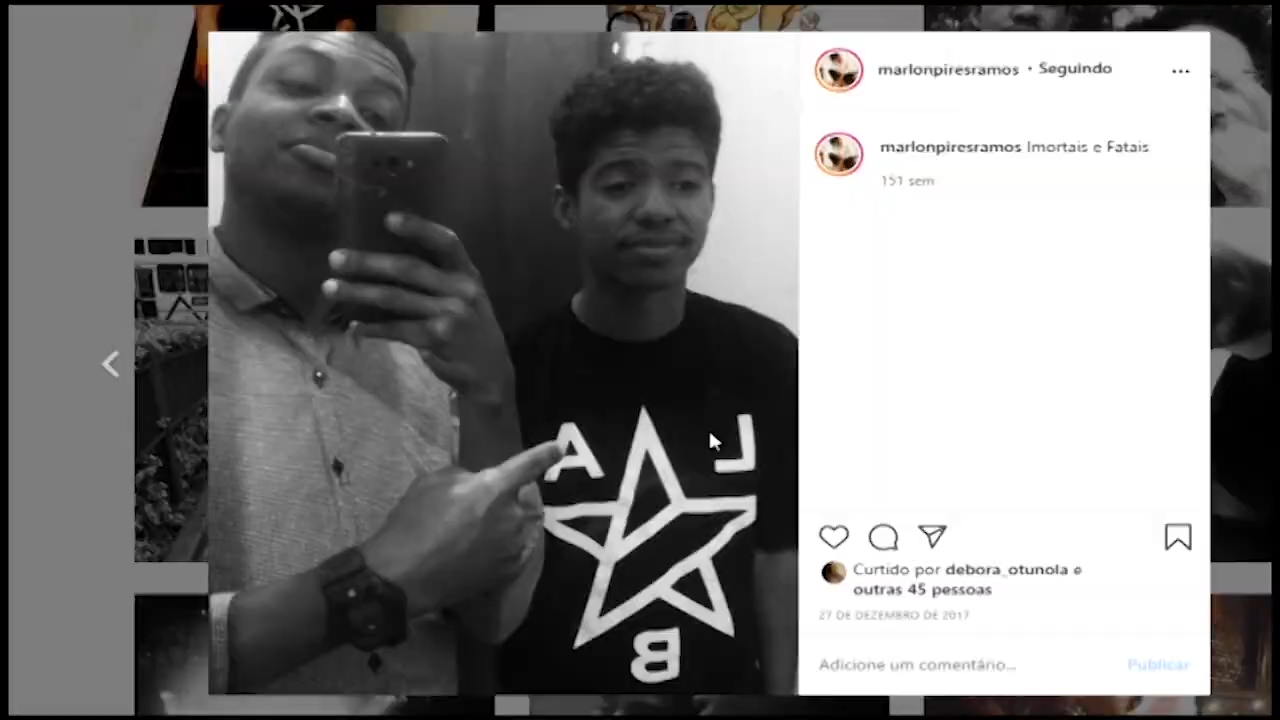 marlonpiresramos • Seguindo
...
marlonpiresramos Imortais e Fatais
151 sem
A L
B
Curtido por debora_otunola e
outras 45 pessoas
27 DE DEZEMBRO DE 2017
Adicione um comentário... Publicar